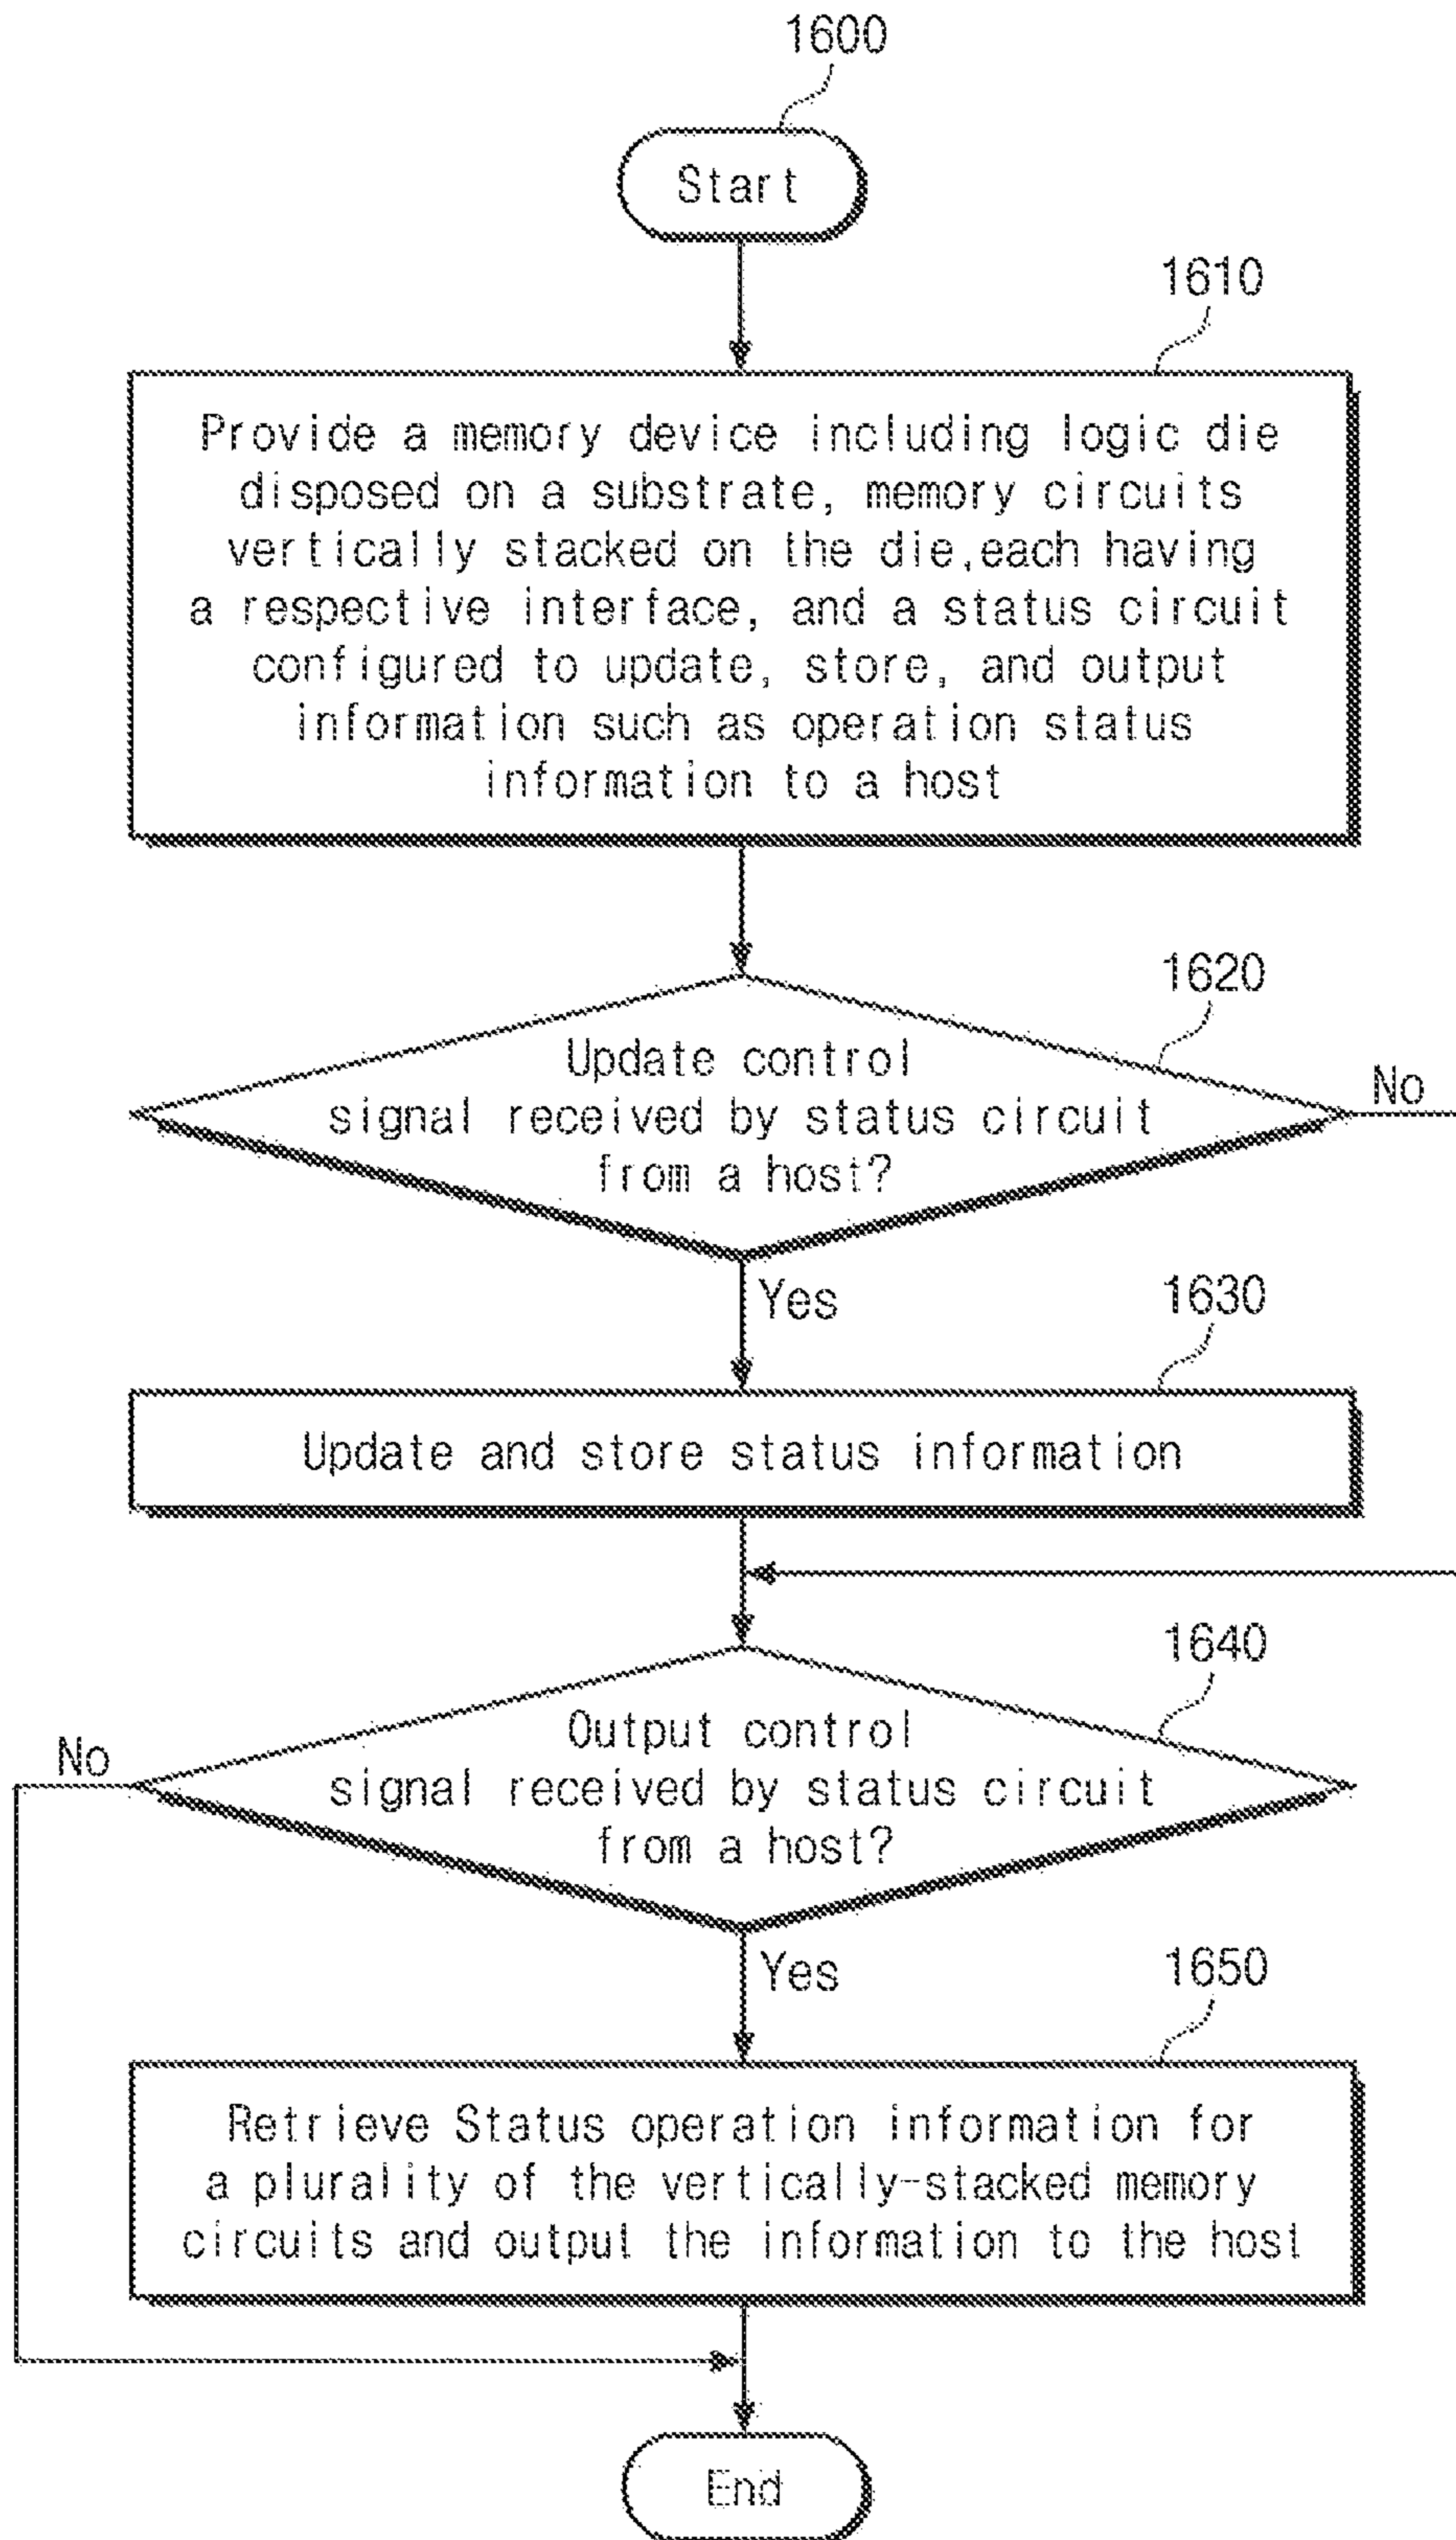 1600
Start
1610
Provide a memory device including logic die
disposed on a substrate, memory circuits
vertically stacked on the die,each having
a respective interface, and a status circuit
configured to update, store, and output
information such as operation status
information to a host
1620
Update control
signal received by status circuit
from a host?
No
Yes
1630
Update and store status information
1640
Output control
signal received by status circuit
from a host?
No
Yes
1650
Retrieve Status operation information for
a plurality of the vertically-stacked memory
circuits and output the information to the host
End